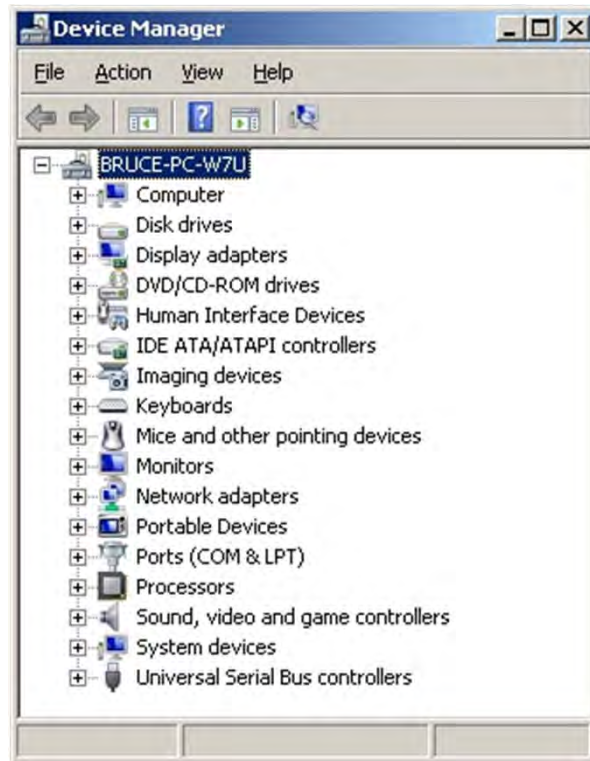 Device Manager
File Action View Help
BRUCE-PC-W7U
Computer
Disk drives
Display adapters
DVD/CD-ROM drives
Human Interface Devices
IDE ATA/ATAPI controllers
Imaging devices
Keyboards
Mice and other pointing devices
Monitors
Network adapters
Portable Devices
Ports (COM & LPT)
Processors
Sound, video and game controllers
System devices
Universal Serial Bus controllers